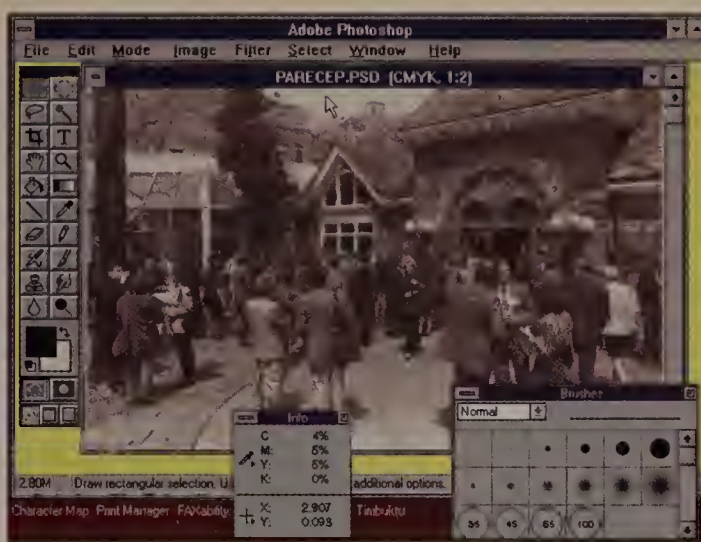 Adobe Photoshop
File Edit Mode Image Filter Select Window Help
PARECEP.PSD (CMYK, 1:2)
T
Info
C 4%
M: 5%
Y: 5%
K: 0%
X: 2.907
Y: 0.093
Brushes
Normal
35 45 65 100
2.80M Draw rectangular selection. U additional options.
Character Map Print Manager FAXability Timbuktu